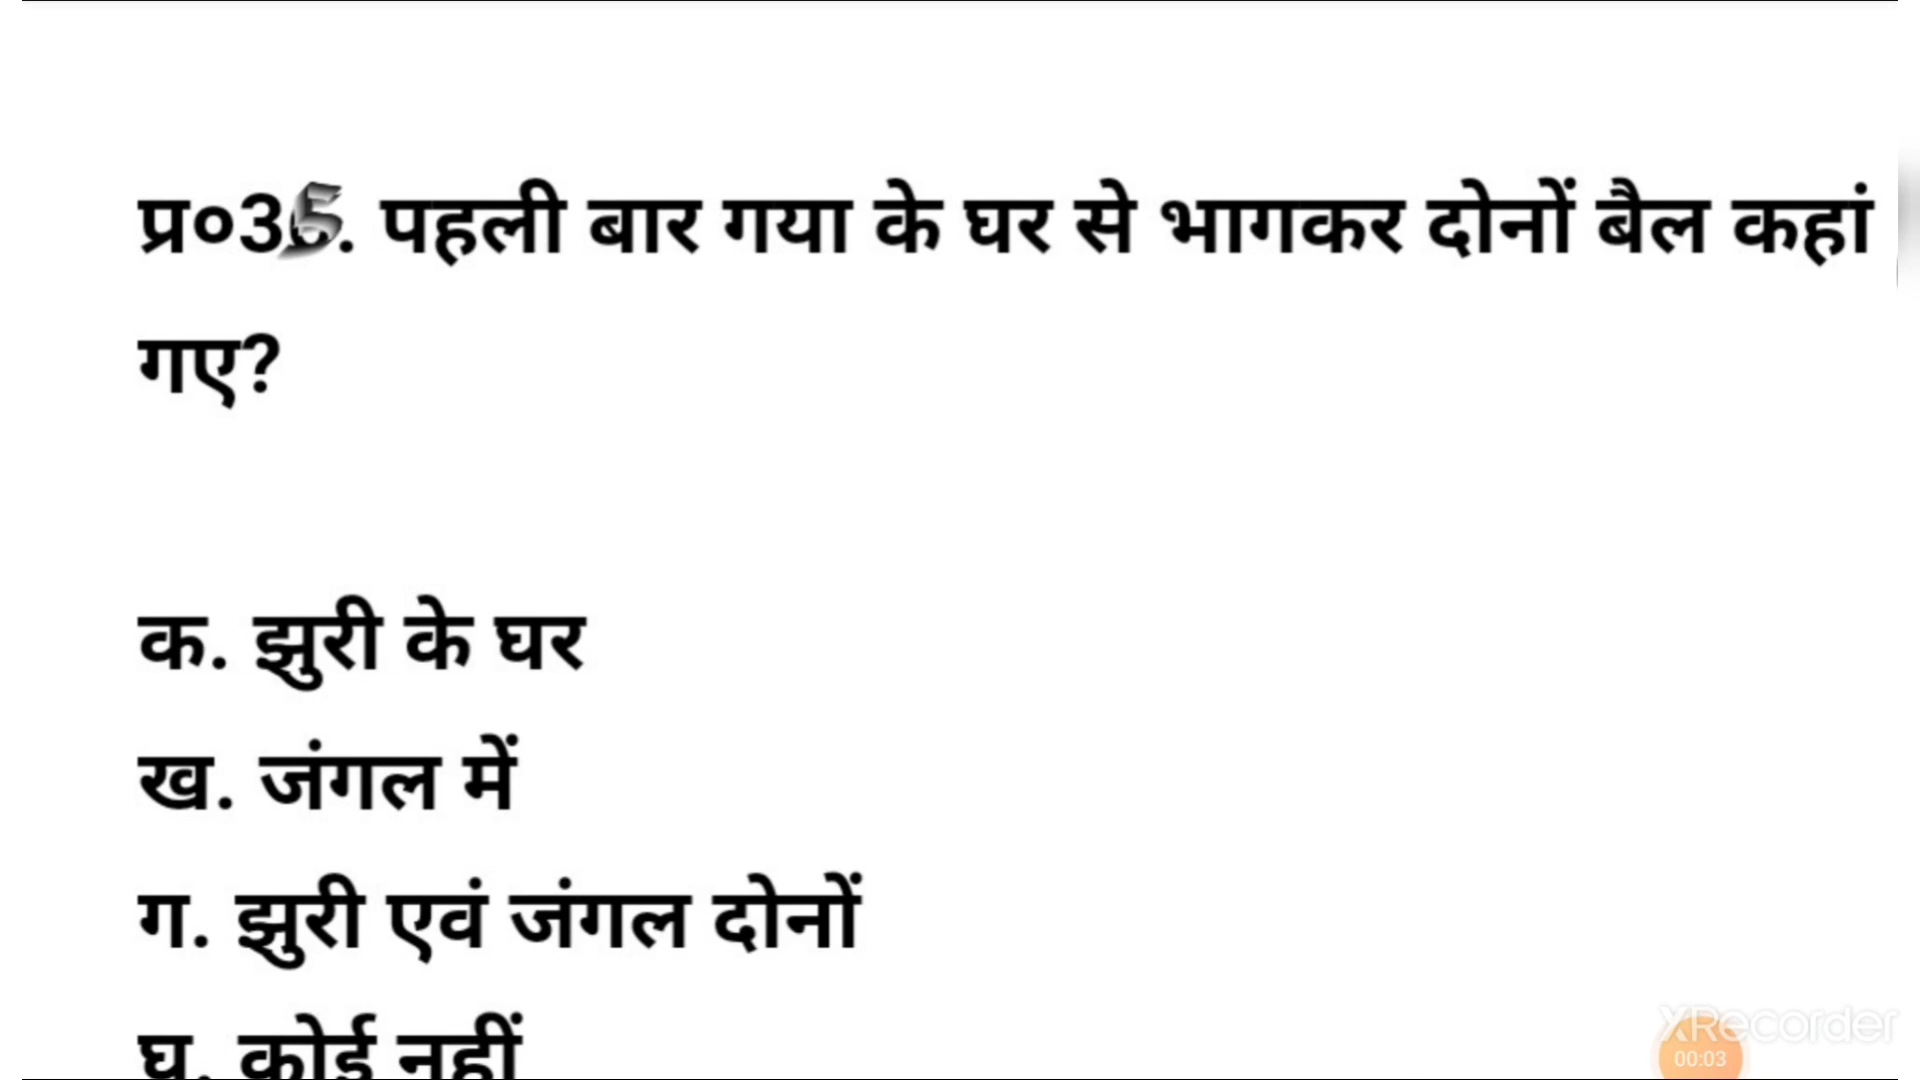 प्र०35. पहली बार गया के घर से भागकर दोनों बैल कहां
गए?
क. झुरी के घर
ख. जंगल में
ग. झुरी एवं जंगल दोनों
घ. कोई नहीं
XRecorder
00:03